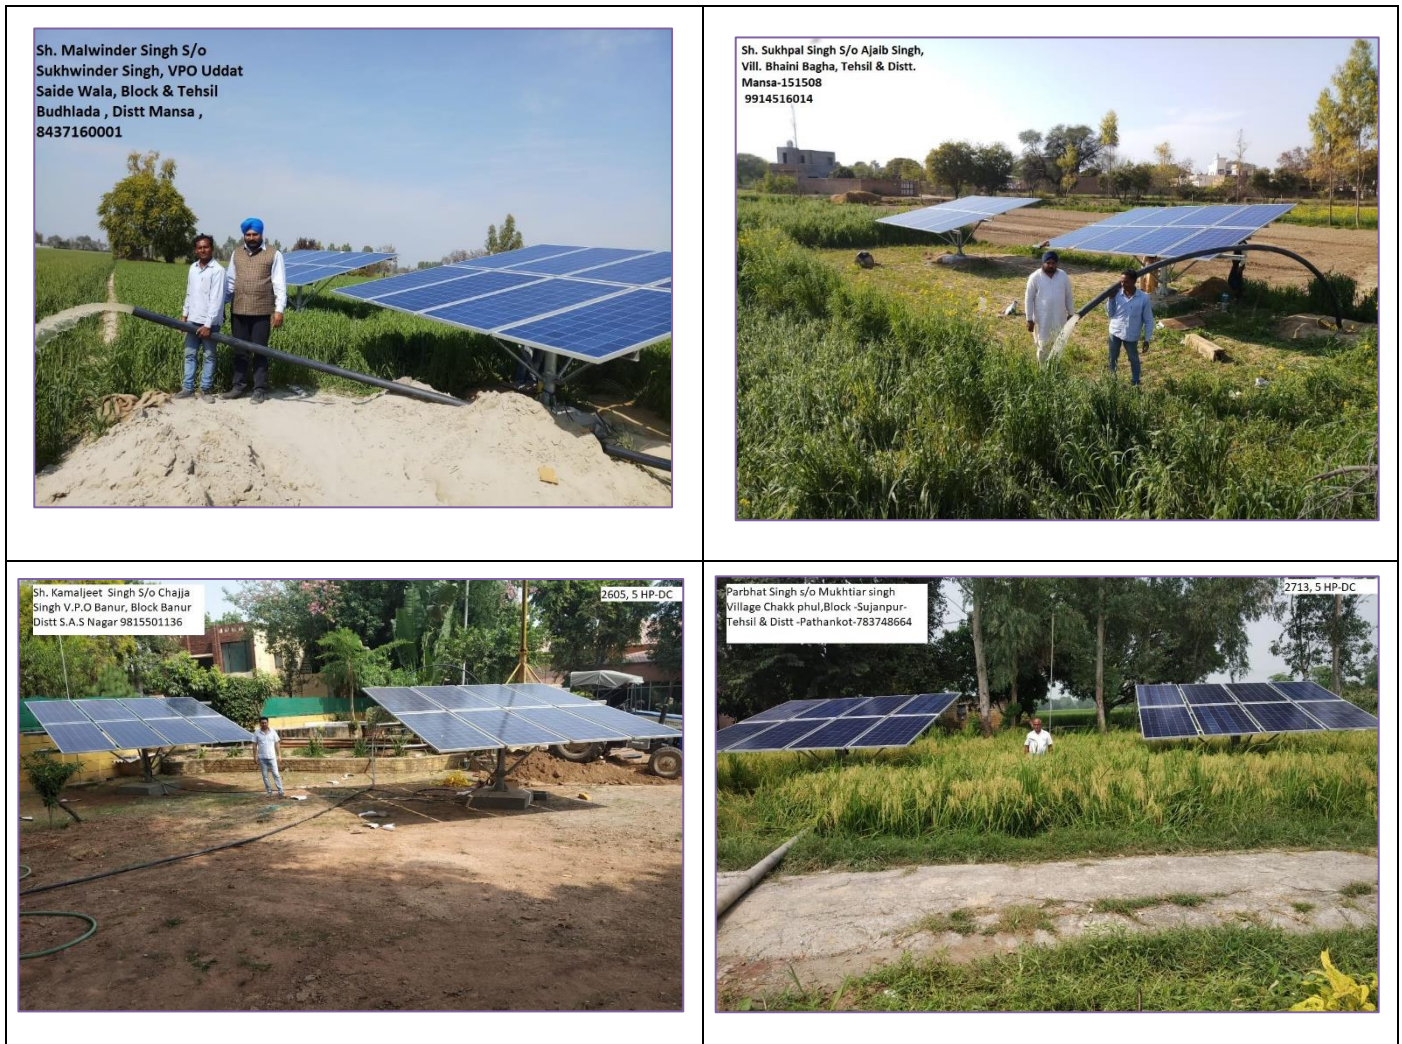 Sh. Malwinder Singh S/o
Sukhwinder Singh, VPO Uddat
Saide Wala, Block & Tehsil
Budhlada , Distt Mansa ,
8437160001
Sh. Sukhpal Singh S/o Ajaib Singh,
Vill. Bhaini Bagha, Tehsil & Distt.
Mansa-151508
9914516014
Sh. Kamaljeet Singh S/o Chajja
Singh V.P.O Banur, Block Banur
Distt S.A.S Nagar 9815501136
2605, 5 HP-DC
Parbhat Singh s/o Mukhtiar singh
Village Chakk phul,Block -Sujanpur-
Tehsil & Distt -Pathankot-783748664
2713, 5 HP-DC